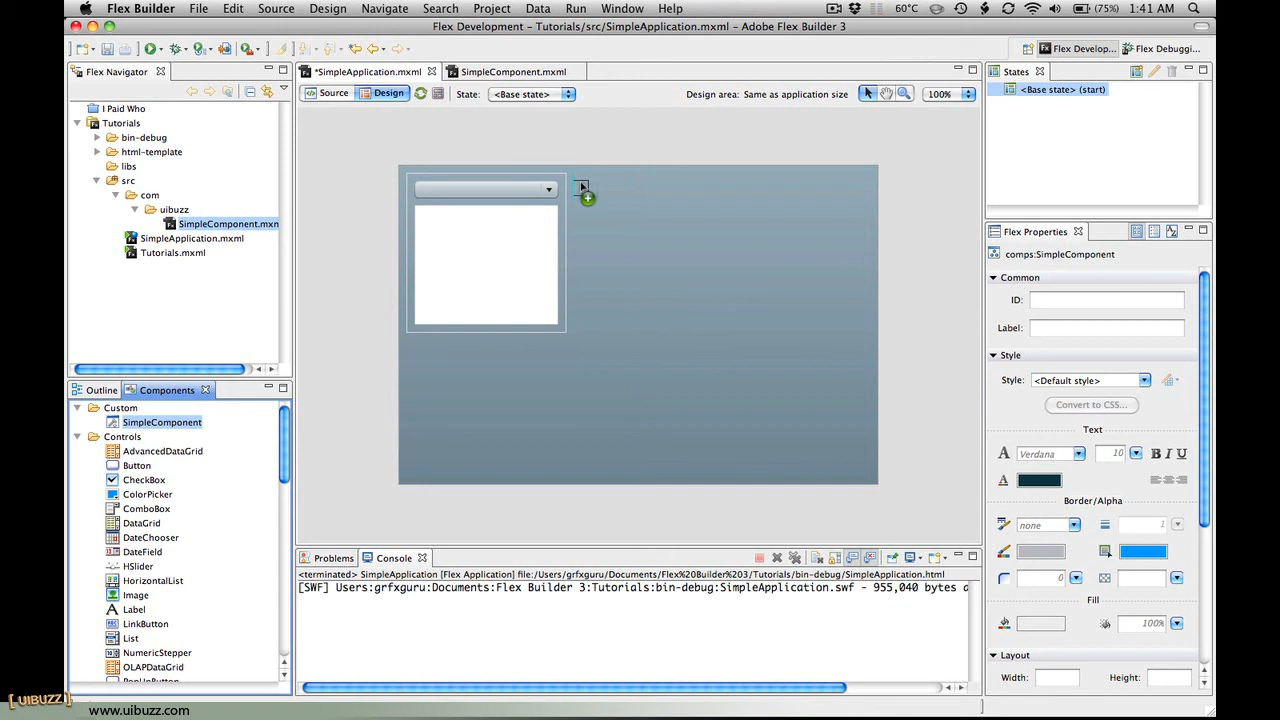 Flex Builder File Edit Source Design Navigate Search Project Data Run Window Help 60°C (75%) 1:41 AM
Flex Development - Tutorials/src/SimpleApplication.mxml - Adobe Flex Builder 3
Flex Develop... Flex Debuggi...
Flex Navigator
*SimpleApplication.mxml
SimpleComponent.mxml
States
Source Design State: <Base state> Design area: Same as application size 100%
<Base state> (start)
I Paid Who
Tutorials
bin-debug
html-template
libs
src
com
uibuzz
SimpleComponent.mxn
SimpleApplication.mxml
Tutorials.mxml
Flex Properties
comps:SimpleComponent
Common
ID:
Label:
Style
Style: <Default style>
Convert to CSS...
Text
Verdana 10 B I U
Border/Alpha
none 1
0
Fill
100%
Layout
Width: Height:
Outline Components
Custom
SimpleComponent
Controls
AdvancedDataGrid
Button
CheckBox
ColorPicker
ComboBox
DataGrid
DateChooser
DateField
HSlider
HorizontalList
Image
Label
LinkButton
List
NumericStepper
OLAPDataGrid
PopUpButton
Problems Console
<terminated> SimpleApplication [Flex Application] file:/Users/grfxguru/Documents/Flex%20Builder%203/Tutorials/bin-debug/SimpleApplication.html
[SWF] Users:grfxguru:Documents:Flex Builder 3:Tutorials:bin-debug:SimpleApplication.swf - 955,040 bytes d
[ UIBUZZ ]
www.uibuzz.com